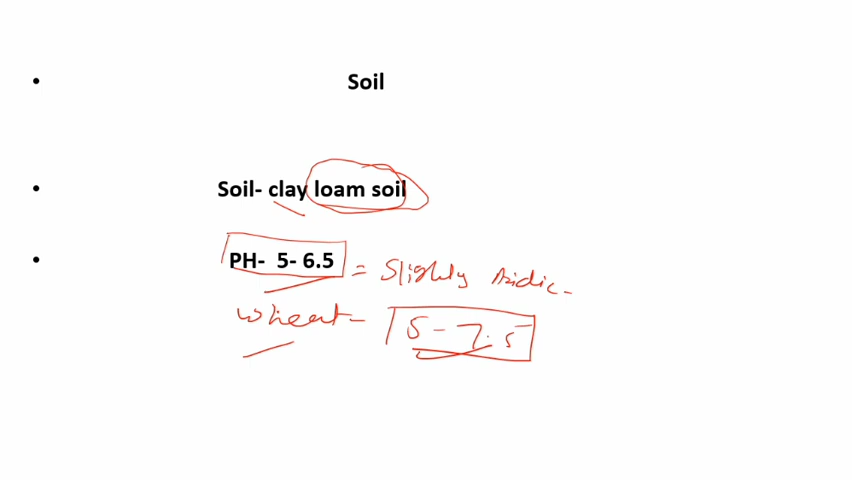 • Soil
• Soil- clay loam soil
• PH- 5- 6.5 = Slightly Acidic-
Wheat- 5-7.5